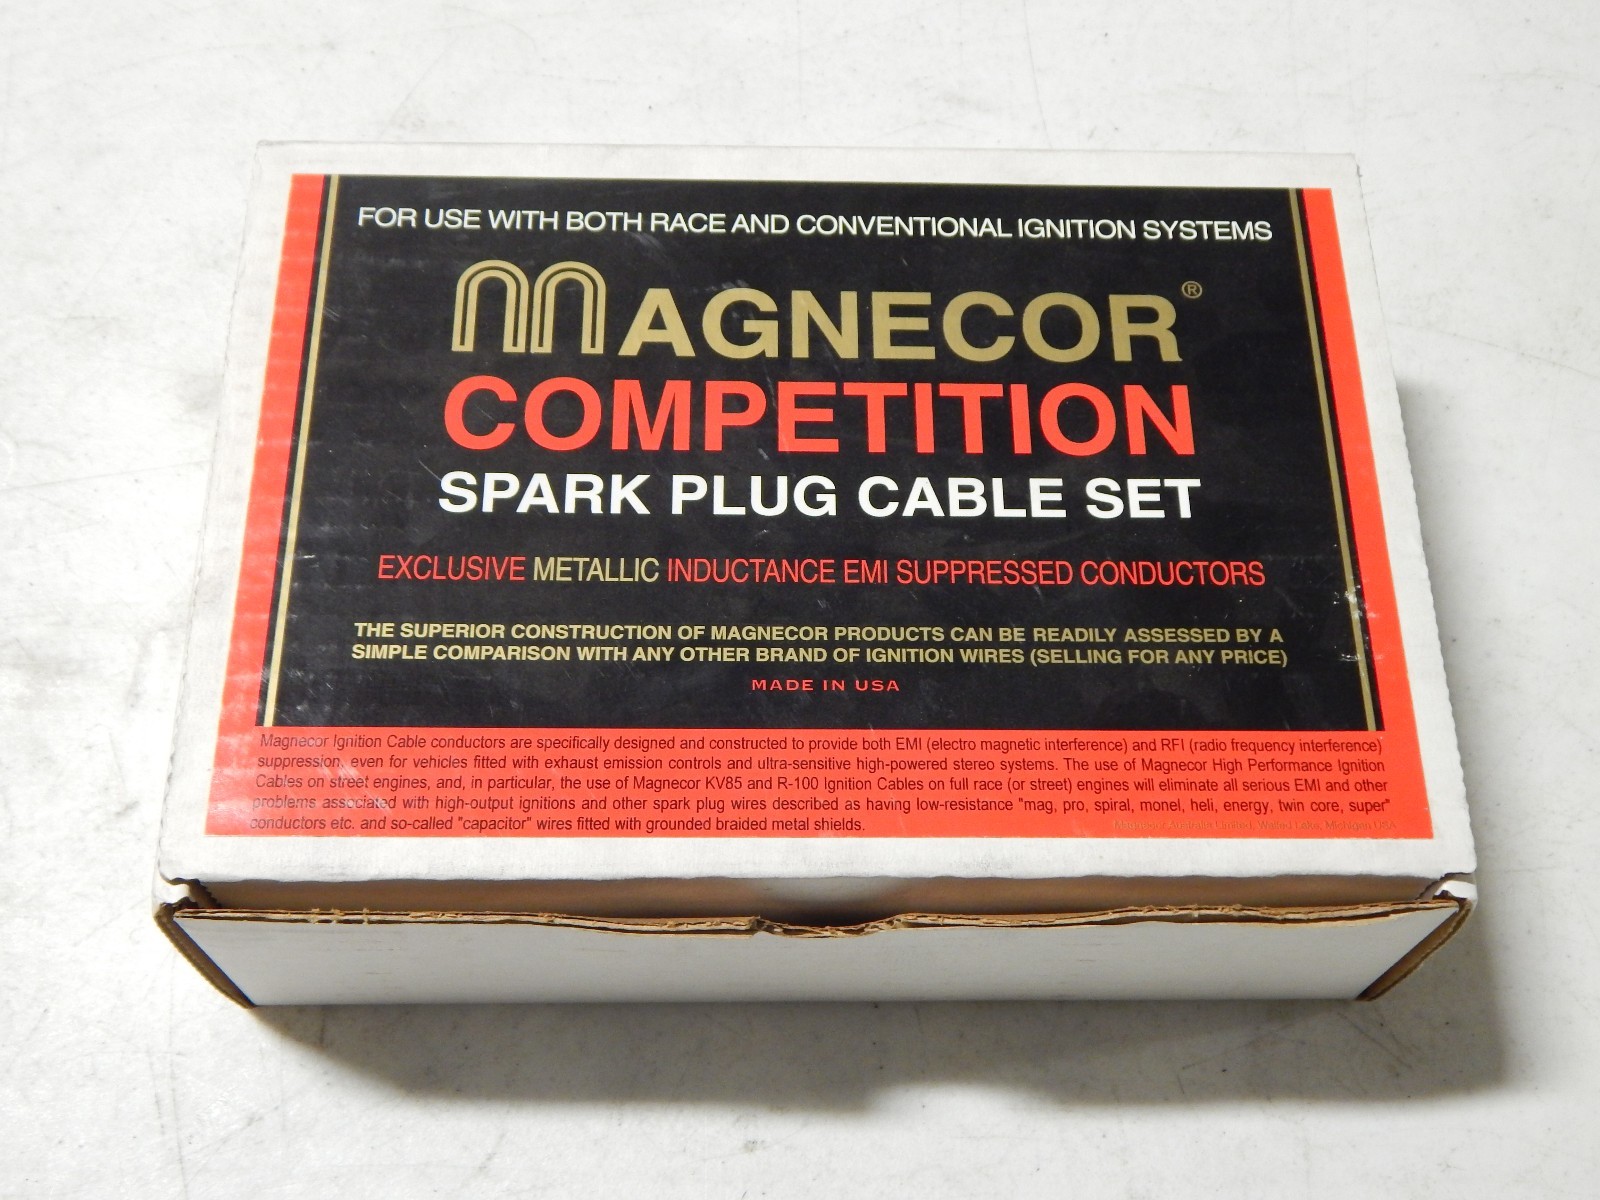 FOR USE WITH BOTH RACE AND CONVENTIONAL IGNITION SYSTEMS
MAGNECOR®
COMPETITION
SPARK PLUG CABLE SET
EXCLUSIVE METALLIC INDUCTANCE EMI SUPPRESSED CONDUCTORS
THE SUPERIOR CONSTRUCTION OF MAGNECOR PRODUCTS CAN BE READILY ASSESSED BY A
SIMPLE COMPARISON WITH ANY OTHER BRAND OF IGNITION WIRES (SELLING FOR ANY PRICE)
MADE IN USA
Magnecor Ignition Cable conductors are specifically designed and constructed to provide both EMI (electro magnetic interference) and RFI (radio frequency interference)
suppression, even for vehicles fitted with exhaust emission controls and ultra-sensitive high-powered stereo systems. The use of Magnecor High Performance Ignition
Cables on street engines, and, in particular, the use of Magnecor KV85 and R-100 Ignition Cables on full race (or street) engines will eliminate all serious EMI and other
problems associated with high-output ignitions and other spark plug wires described as having low-resistance "mag, pro, spiral, monel, heli, energy, twin core, super"
conductors etc. and so-called "capacitor" wires fitted with grounded braided metal shields.
Magnecor Australia Limited, Walled Lake, Michigan USA